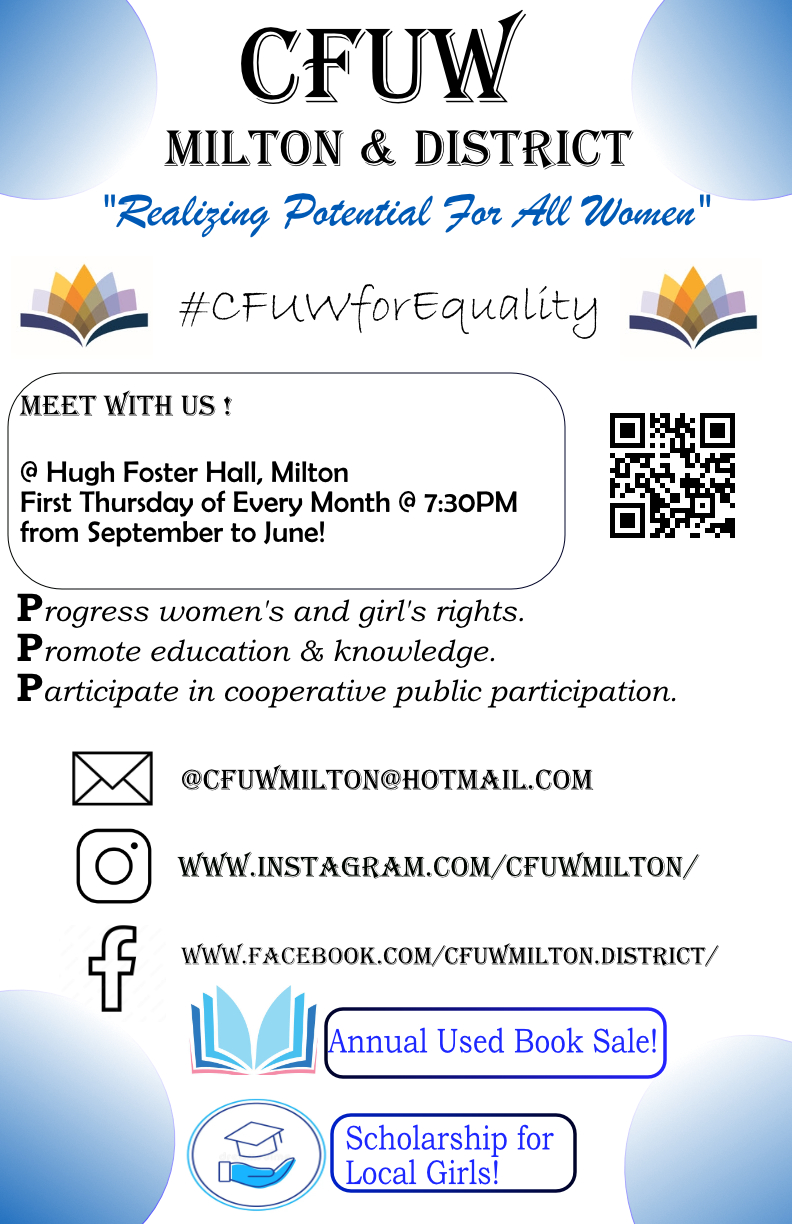 CFUW
MILTON & DISTRICT
"Realizing Potential For All Women"
#CFUWforEquality
MEET WITH US !
@ Hugh Foster Hall, Milton
First Thursday of Every Month @ 7:30PM
from September to June!
Progress women's and girl's rights.
Promote education & knowledge.
Participate in cooperative public participation.
@CFUWMILTON@HOTMAIL.COM
WWW.INSTAGRAM.COM/CFUWMILTON/
WWW.FACEBOOK.COM/CFUWMILTON.DISTRICT/
Annual Used Book Sale!
Scholarship for
Local Girls!